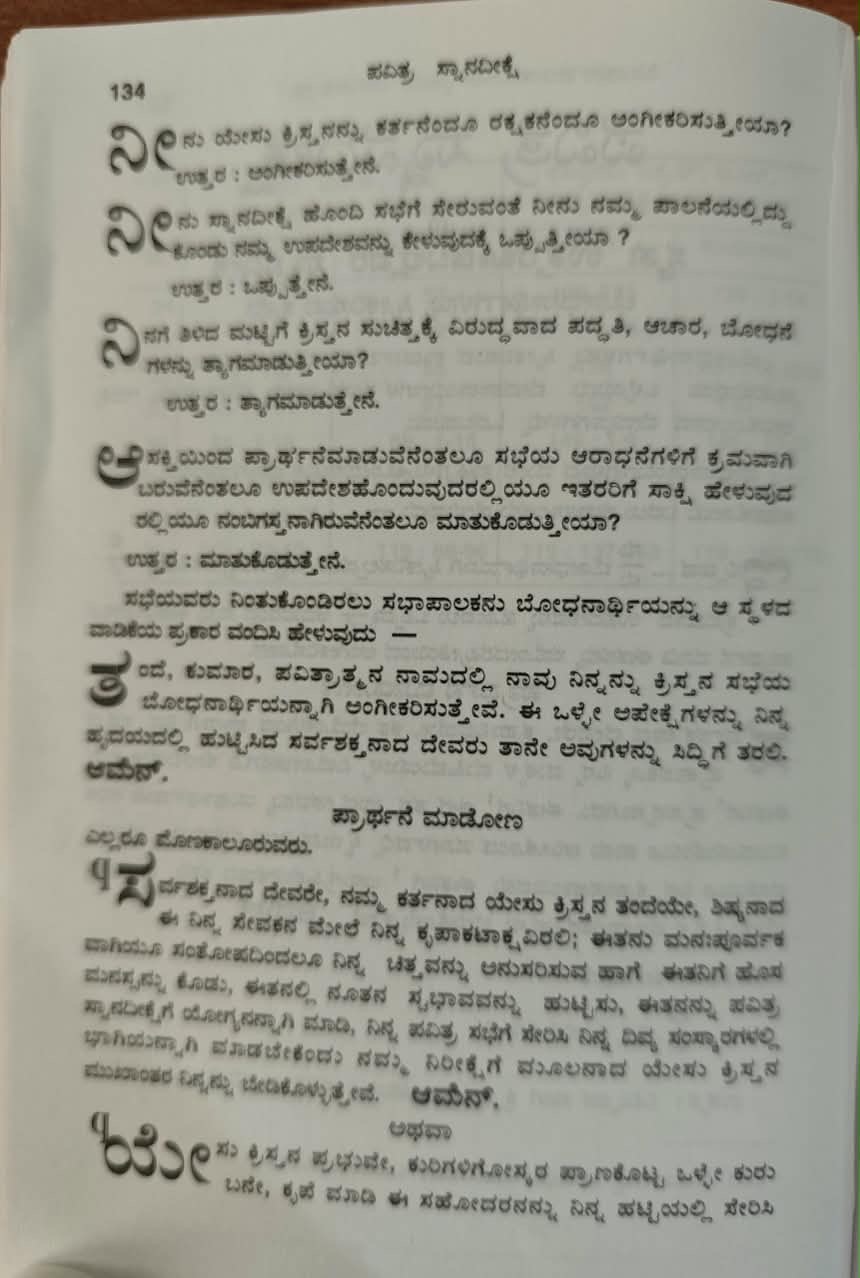 134
ಪವಿತ್ರ ಸ್ನಾನದೀಕ್ಷೆ
ನೀನು ಯೇಸು ಕ್ರಿಸ್ತನನ್ನು ಕರ್ತನೆಂದೂ ರಕ್ಷಕನೆಂದೂ ಅಂಗೀಕರಿಸುತ್ತೀಯಾ?
ಉತ್ತರ : ಅಂಗೀಕರಿಸುತ್ತೇನೆ.
ನೀನು ಸ್ನಾನದೀಕ್ಷೆ ಹೊಂದಿ ಸಭೆಗೆ ಸೇರುವಂತೆ ನೀನು ನಮ್ಮ ಪಾಲನೆಯಲ್ಲಿದ್ದು
ಕೊಂಡು ನಮ್ಮ ಉಪದೇಶವನ್ನು ಕೇಳುವುದಕ್ಕೆ ಒಪ್ಪುತ್ತೀಯಾ ?
ಉತ್ತರ : ಒಪ್ಪುತ್ತೇನೆ.
ನಿನಗೆ ತಿಳಿದ ಮಟ್ಟಿಗೆ ಕ್ರಿಸ್ತನ ಸುಚಿತ್ತಕ್ಕೆ ವಿರುದ್ಧವಾದ ಪದ್ಧತಿ, ಆಚಾರ, ಬೋಧನೆ
ಗಳನ್ನು ತ್ಯಾಗಮಾಡುತ್ತೀಯಾ?
ಉತ್ತರ : ತ್ಯಾಗಮಾಡುತ್ತೇನೆ.
ಆಸಕ್ತಿಯಿಂದ ಪ್ರಾರ್ಥನೆಮಾಡುವೆನೆಂತಲೂ ಸಭೆಯ ಆರಾಧನೆಗಳಿಗೆ ಕ್ರಮವಾಗಿ
ಬರುವೆನೆಂತಲೂ ಉಪದೇಶಹೊಂದುವುದರಲ್ಲಿಯೂ ಇತರರಿಗೆ ಸಾಕ್ಷಿ ಹೇಳುವುದ
ರಲ್ಲಿಯೂ ನಂಬಿಗಸ್ತನಾಗಿರುವೆನೆಂತಲೂ ಮಾತುಕೊಡುತ್ತೀಯಾ?
ಉತ್ತರ : ಮಾತುಕೊಡುತ್ತೇನೆ.
ಸಭೆಯವರು ನಿಂತುಕೊಂಡಿರಲು ಸಭಾಪಾಲಕನು ಬೋಧನಾರ್ಥಿಯನ್ನು ಆ ಸ್ಥಳದ
ವಾಡಿಕೆಯ ಪ್ರಕಾರ ವಂದಿಸಿ ಹೇಳುವುದು —
ತಂದೆ, ಕುಮಾರ, ಪವಿತ್ರಾತ್ಮನ ನಾಮದಲ್ಲಿ ನಾವು ನಿನ್ನನ್ನು ಕ್ರಿಸ್ತನ ಸಭೆಯ
ಬೋಧನಾರ್ಥಿಯನ್ನಾಗಿ ಅಂಗೀಕರಿಸುತ್ತೇವೆ. ಈ ಒಳ್ಳೇ ಅಪೇಕ್ಷೆಗಳನ್ನು ನಿನ್ನ
ಹೃದಯದಲ್ಲಿ ಹುಟ್ಟಿಸಿದ ಸರ್ವಶಕ್ತನಾದ ದೇವರು ತಾನೇ ಅವುಗಳನ್ನು ಸಿದ್ಧಿಗೆ ತರಲಿ.
ಆಮೆನ್.
ಪ್ರಾರ್ಥನೆ ಮಾಡೋಣ
ಎಲ್ಲರೂ ಮೊಣಕಾಲೂರುವರು.
¶ ಸರ್ವಶಕ್ತನಾದ ದೇವರೇ, ನಮ್ಮ ಕರ್ತನಾದ ಯೇಸು ಕ್ರಿಸ್ತನ ತಂದೆಯೇ, ಶಿಷ್ಯನಾದ
ಈ ನಿನ್ನ ಸೇವಕನ ಮೇಲೆ ನಿನ್ನ ಕೃಪಾಕಟಾಕ್ಷವಿರಲಿ; ಈತನು ಮನಃಪೂರ್ವಕ
ವಾಗಿಯೂ ಸಂತೋಷದಿಂದಲೂ ನಿನ್ನ ಚಿತ್ತವನ್ನು ಅನುಸರಿಸುವ ಹಾಗೆ ಈತನಿಗೆ ಹೊಸ
ಮನಸ್ಸನ್ನು ಕೊಡು, ಈತನಲ್ಲಿ ನೂತನ ಸ್ವಭಾವವನ್ನು ಹುಟ್ಟಿಸು, ಈತನನ್ನು ಪವಿತ್ರ
ಸ್ನಾನದೀಕ್ಷೆಗೆ ಯೋಗ್ಯನನ್ನಾಗಿ ಮಾಡಿ, ನಿನ್ನ ಪವಿತ್ರ ಸಭೆಗೆ ಸೇರಿಸಿ ನಿನ್ನ ದಿವ್ಯ ಸಂಸ್ಕಾರಗಳಲ್ಲಿ
ಭಾಗಿಯನ್ನಾಗಿ ಮಾಡಬೇಕೆಂದು ನಮ್ಮ ನಿರೀಕ್ಷೆಗೆ ಮೂಲನಾದ ಯೇಸು ಕ್ರಿಸ್ತನ
ಮುಖಾಂತರ ನಿನ್ನನ್ನು ಬೇಡಿಕೊಳ್ಳುತ್ತೇವೆ. ಆಮೆನ್.
ಅಥವಾ
¶ ಯೇಸು ಕ್ರಿಸ್ತನ ಪ್ರಭುವೇ, ಕುರಿಗಳಿಗೋಸ್ಕರ ಪ್ರಾಣಕೊಟ್ಟ ಒಳ್ಳೇ ಕುರು
ಬನೇ, ಕೃಪೆ ಮಾಡಿ ಈ ಸಹೋದರನನ್ನು ನಿನ್ನ ಹಟ್ಟಿಯಲ್ಲಿ ಸೇರಿಸಿ